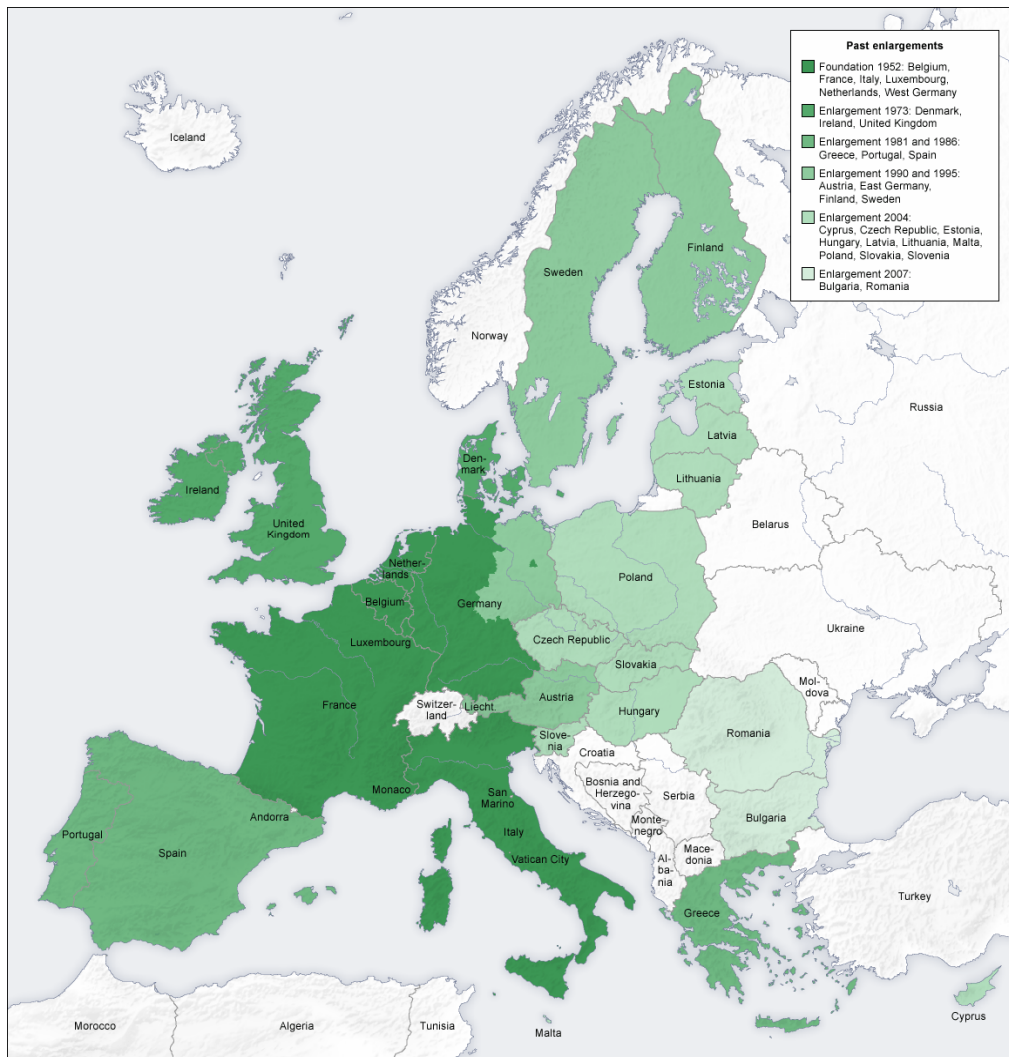 Past enlargements
Foundation 1952: Belgium,
France, Italy, Luxembourg,
Netherlands, West Germany
Enlargement 1973: Denmark,
Ireland, United Kingdom
Enlargement 1981 and 1986:
Greece, Portugal, Spain
Enlargement 1990 and 1995:
Austria, East Germany,
Finland, Sweden
Enlargement 2004:
Cyprus, Czech Republic, Estonia,
Hungary, Latvia, Lithuania, Malta,
Poland, Slovakia, Slovenia
Enlargement 2007:
Bulgaria, Romania
Iceland
Finland
Sweden
Norway
Estonia
Russia
Latvia
Den-
mark
Lithuania
Ireland
United
Kingdom
Belarus
Nether-
lands
Poland
Belgium
Germany
Ukraine
Czech Republic
Luxembourg
Slovakia
Mol-
dova
Austria
Switzer-
land
Liecht.
France
Hungary
Romania
Slove-
nia
Croatia
Bosnia and
Herzego-
vina
Serbia
Monaco
San
Marino
Andorra
Bulgaria
Monte-
negro
Portugal
Italy
Spain
Vatican City
Mace-
donia
Al-
ba-
nia
Turkey
Greece
Cyprus
Morocco
Algeria
Tunisia
Malta